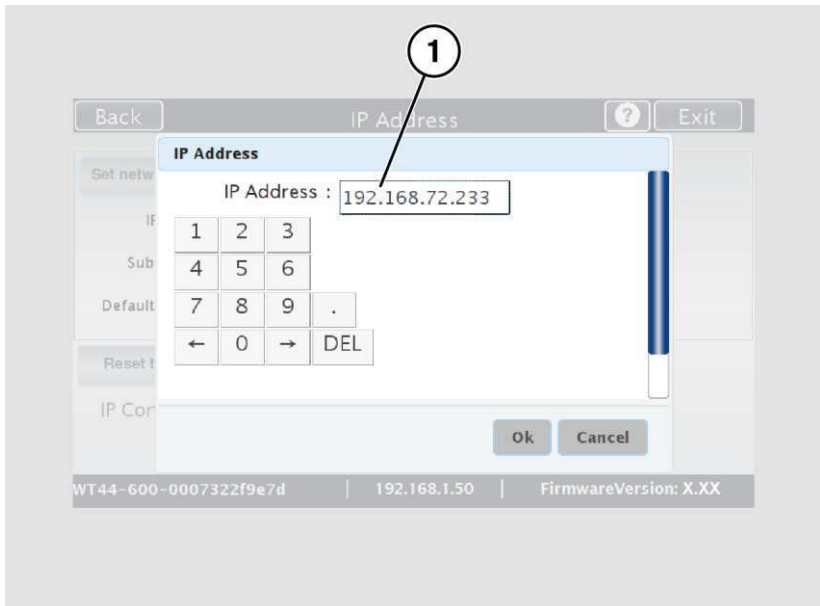 1
Back IP Address ? Exit
IP Address
Set netw
IP Address : 192.168.72.233
IP
1 2 3
Sub
4 5 6
Default
7 8 9 .
← 0 → DEL
Reset t
IP Con
Ok Cancel
WT44-600-0007322f9e7d | 192.168.1.50 | FirmwareVersion: X.XX